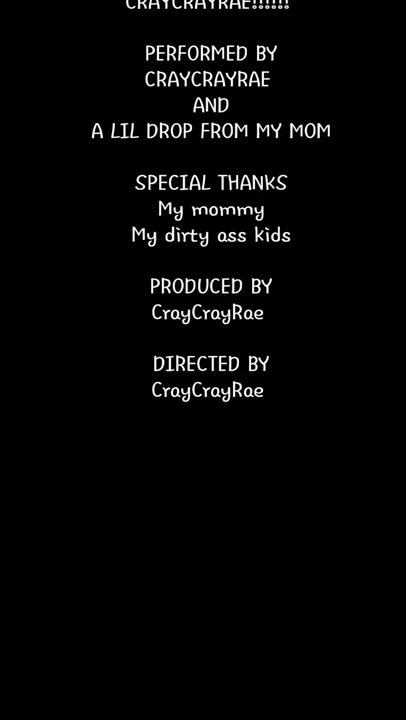 CRAYCRAYRAE!!!!!!
PERFORMED BY
CRAYCRAYRAE
AND
A LIL DROP FROM MY MOM
SPECIAL THANKS
My mommy
My dirty ass kids
PRODUCED BY
CrayCrayRae
DIRECTED BY
CrayCrayRae